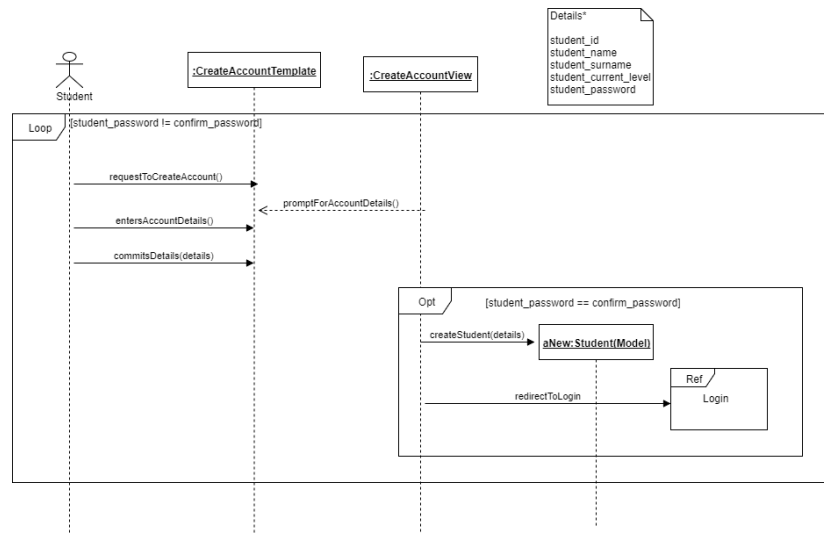 Details*
student_id
student_name
student_surname
student_current_level
student_password
Student
:CreateAccountTemplate
:CreateAccountView
Loop
[student_password != confirm_password]
requestToCreateAccount()
promptForAccountDetails()
entersAccountDetails()
commitsDetails(details)
Opt
[student_password == confirm_password]
createStudent(details)
aNew:Student(Model)
Ref
Login
redirectToLogin